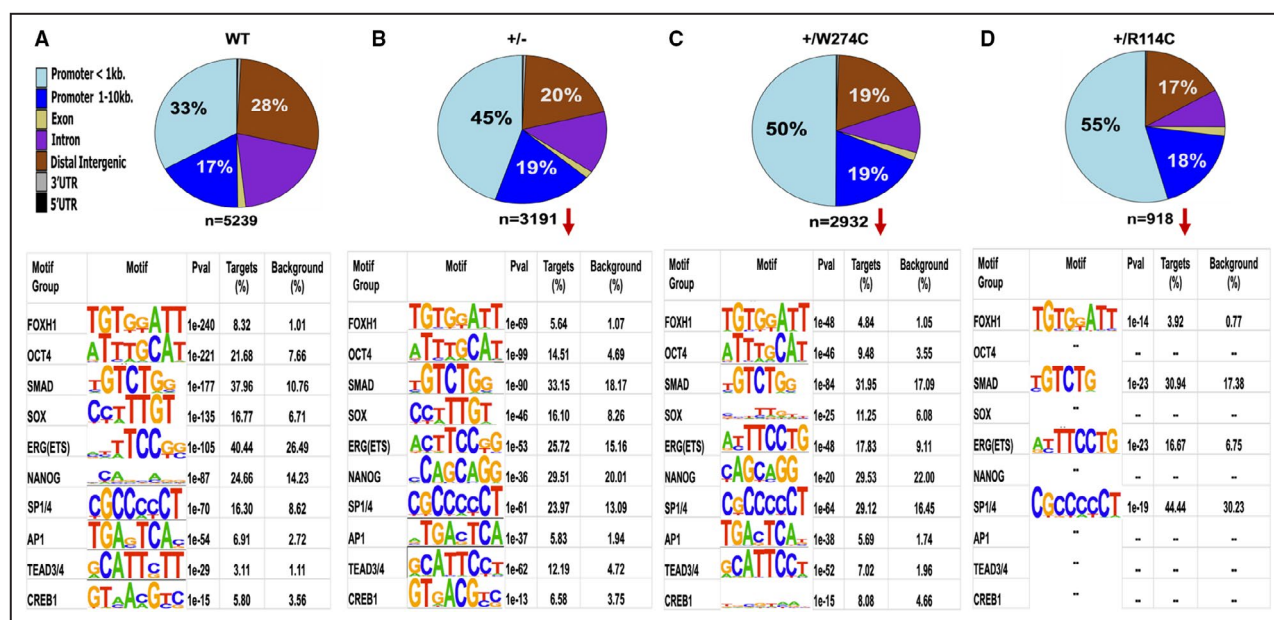 A WT
Promoter < 1kb.
Promoter 1-10kb.
Exon
Intron
Distal Intergenic
3'UTR
5'UTR
33%
28%
17%
n=5239
Motif Group Motif Pval Targets (%) Background (%)
FOXH1 TGTGGATT 1e-240 8.32 1.01
OCT4 ATTTGCAT 1e-221 21.68 7.66
SMAD TGTCTGG 1e-177 37.96 10.76
SOX CCTTTGT 1e-135 16.77 6.71
ERG(ETS) TTCCGG 1e-105 40.44 26.49
NANOG 1e-87 24.66 14.23
SP1/4 CGCCCCCT 1e-70 16.30 8.62
AP1 TGAGTCAC 1e-54 6.91 2.72
TEAD3/4 GCATTCTT 1e-29 3.11 1.11
CREB1 GTAACGTC 1e-15 5.80 3.56
B +/-
45%
20%
19%
n=3191
Motif Group Motif Pval Targets (%) Background (%)
FOXH1 TGTGGATT 1e-69 5.64 1.07
OCT4 ATTTGCAT 1e-99 14.51 4.69
SMAD TGTCTGG 1e-90 33.15 18.17
SOX CCTTTGT 1e-46 16.10 8.26
ERG(ETS) ACTTCCGG 1e-53 25.72 15.16
NANOG CCAGCAGG 1e-36 29.51 20.01
SP1/4 CGCCCCCT 1e-61 23.97 13.09
AP1 ATGACTCA 1e-37 5.83 1.94
TEAD3/4 GCATTCCT 1e-62 12.19 4.72
CREB1 GTGACGTC 1e-13 6.58 3.75
C +/W274C
50%
19%
19%
n=2932
Motif Group Motif Pval Targets (%) Background (%)
FOXH1 TGTGGATT 1e-48 4.84 1.05
OCT4 ATTTGCAT 1e-46 9.48 3.55
SMAD TGTCTGG 1e-84 31.95 17.09
SOX 1e-25 11.25 6.08
ERG(ETS) ATTTCCTG 1e-48 17.83 9.11
NANOG CAGCAGG 1e-20 29.53 22.00
SP1/4 CGCCCCCT 1e-64 29.12 16.45
AP1 TGACTCAT 1e-38 5.69 1.74
TEAD3/4 GCATTCCT 1e-52 7.02 1.96
CREB1 1e-15 8.08 4.66
D +/R114C
55%
17%
18%
n=918
Motif Group Motif Pval Targets (%) Background (%)
FOXH1 TGTGGATT 1e-14 3.92 0.77
OCT4 -- -- -- --
SMAD TGTCTG 1e-23 30.94 17.38
SOX -- -- -- --
ERG(ETS) ATTTCCTG 1e-23 16.67 6.75
NANOG -- -- -- --
SP1/4 CGCCCCCT 1e-19 44.44 30.23
AP1 -- -- -- --
TEAD3/4 -- -- -- --
CREB1 -- -- -- --